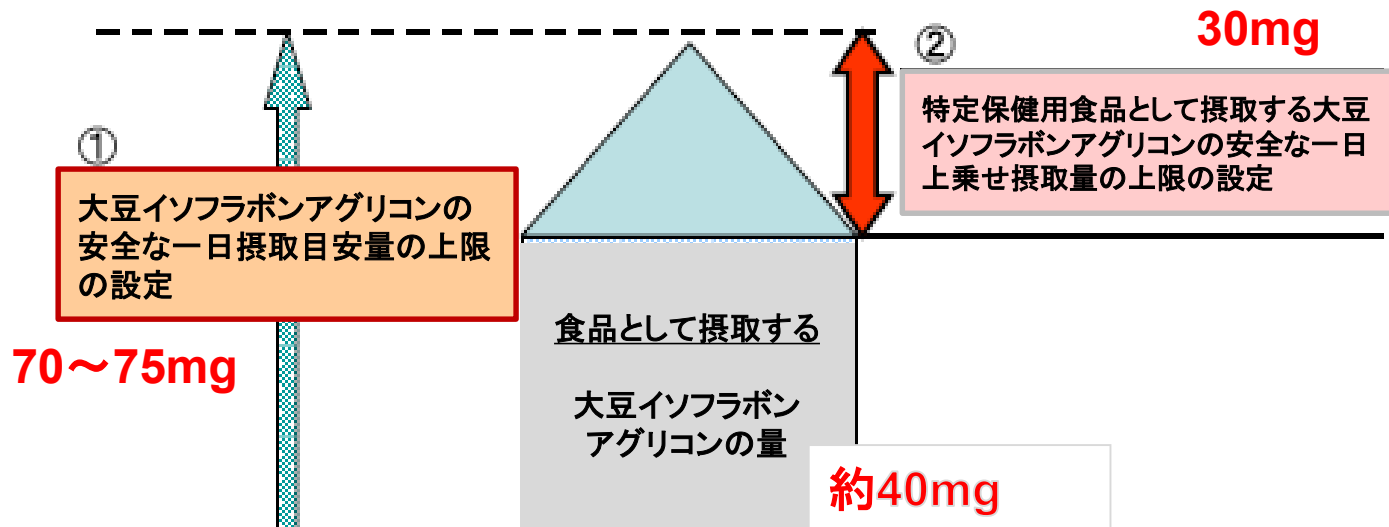 ①
大豆イソフラボンアグリコンの
安全な一日摂取目安量の上限
の設定
70～75mg
②
30mg
特定保健用食品として摂取する大豆
イソフラボンアグリコンの安全な一日
上乗せ摂取量の上限の設定
食品として摂取する
大豆イソフラボン
アグリコンの量
約40mg